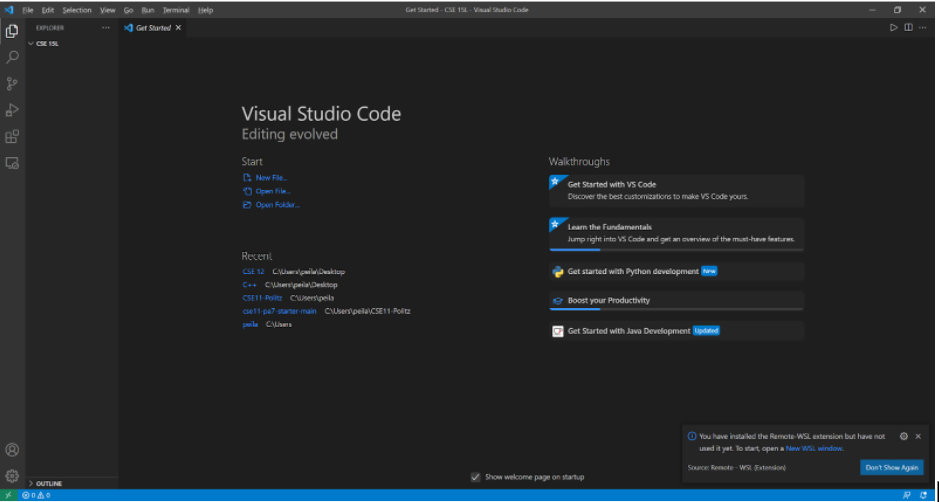 File Edit Selection View Go Run Terminal Help
Get Started - CSE 15L - Visual Studio Code
EXPLORER
Get Started
CSE 15L
Visual Studio Code
Editing evolved
Start
New File...
Open File...
Open Folder...
Recent
CSE 12 C:\Users\peila\Desktop
C++ C:\Users\peila\Desktop
CSE11-Politz C:\Users\peila
cse11-pa7-starter-main C:\Users\peila\CSE11-Politz
peila C:\Users
Walkthroughs
Get Started with VS Code
Discover the best customizations to make VS Code yours.
Learn the Fundamentals
Jump right into VS Code and get an overview of the must-have features.
Get started with Python development New
Boost your Productivity
Get Started with Java Development Updated
You have installed the Remote-WSL extension but have not
used it yet. To start, open a New WSL window.
Source: Remote - WSL (Extension)
Don't Show Again
Show welcome page on startup
OUTLINE
0 0